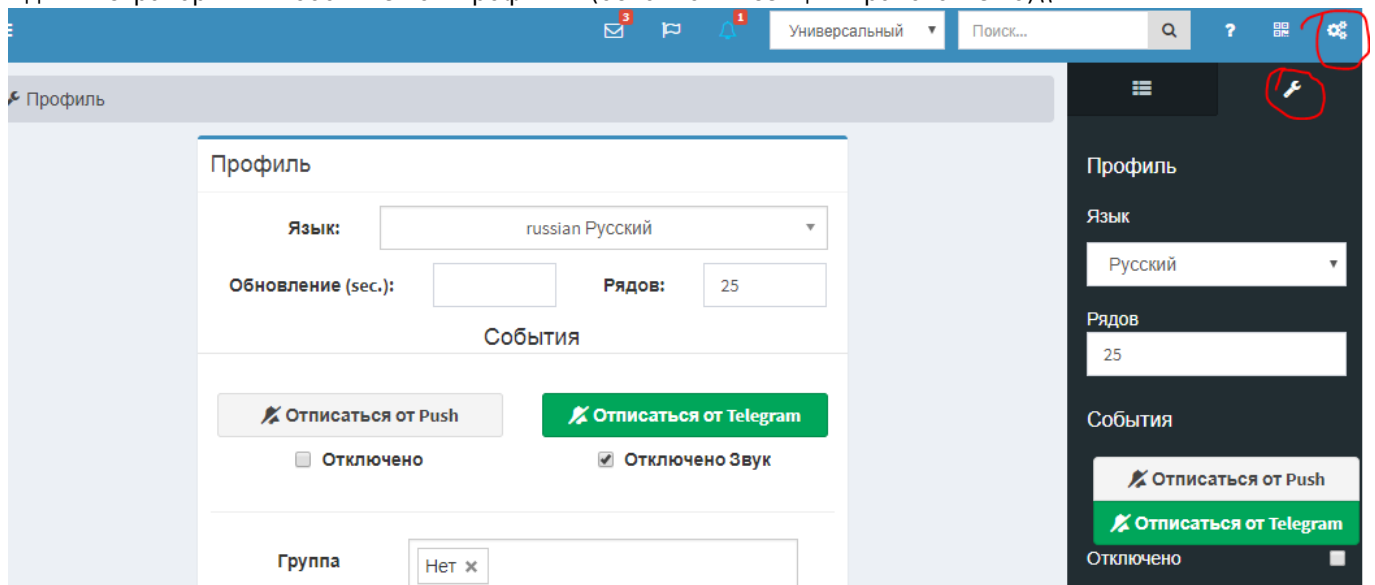 3
1
Универсальный
Поиск...
?
Профиль
Профиль
Язык:
russian Русский
Обновление (sec.):
Рядов:
25
События
Отписаться от Push
Отписаться от Telegram
Отключено
Отключено Звук
Группа
Нет ×
Профиль
Язык
Русский
Рядов
25
События
Отписаться от Push
Отписаться от Telegram
Отключено